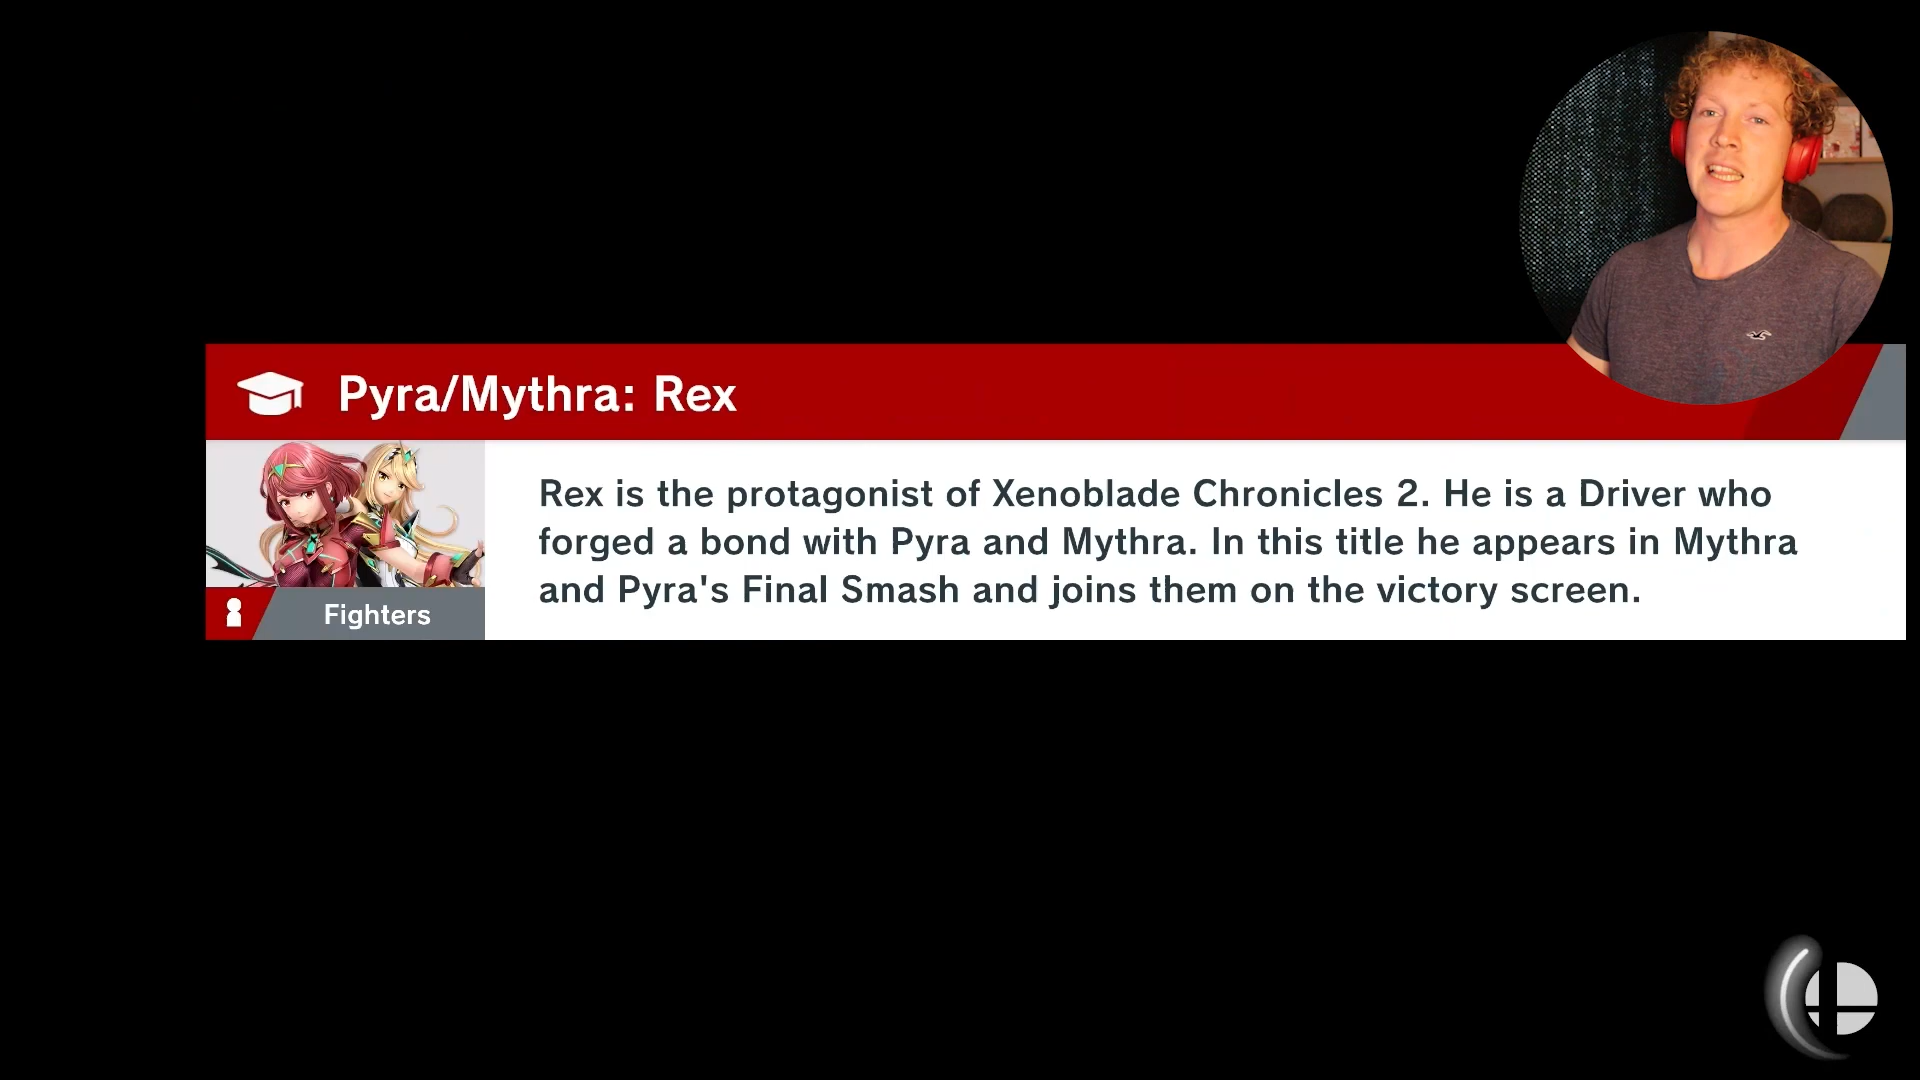 Pyra/Mythra: Rex
Rex is the protagonist of Xenoblade Chronicles 2. He is a Driver who
forged a bond with Pyra and Mythra. In this title he appears in Mythra
and Pyra's Final Smash and joins them on the victory screen.
Fighters